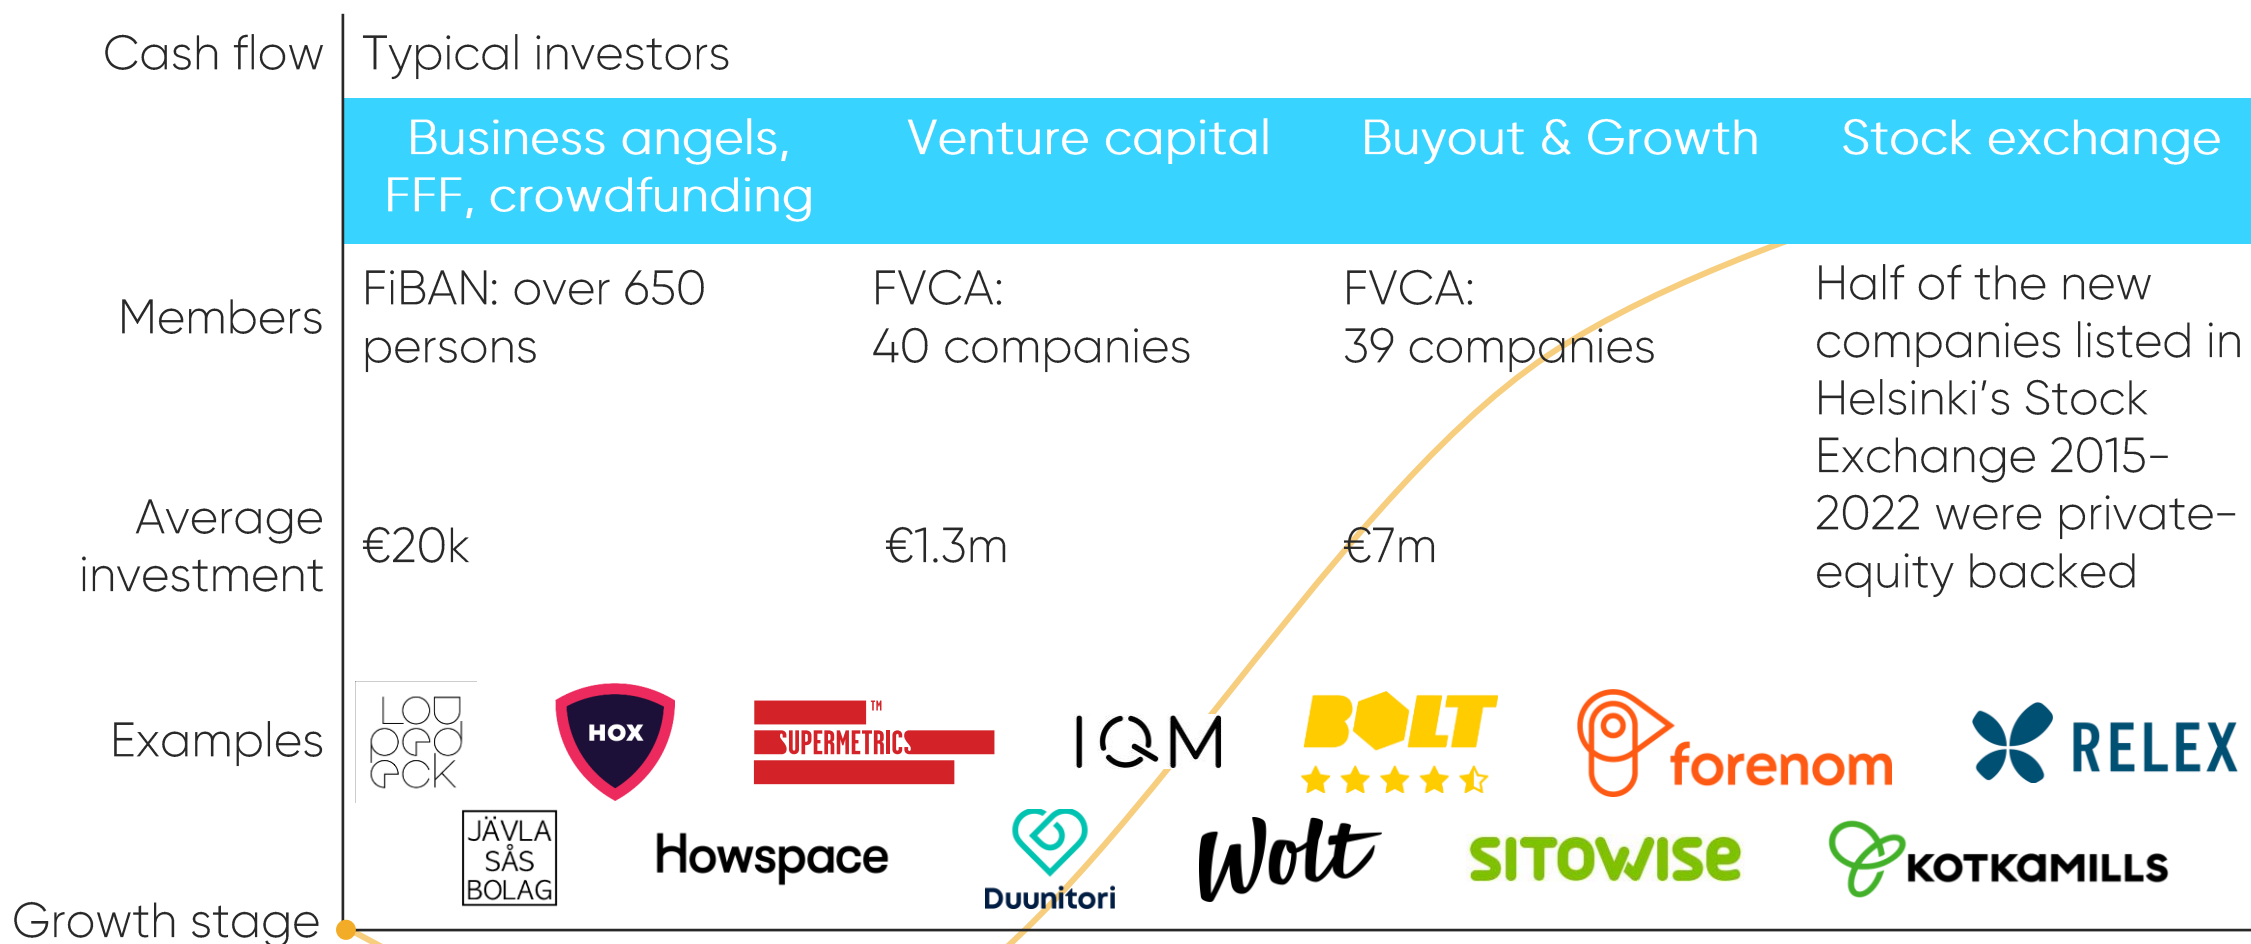 Cash flow
Typical investors
Business angels,
FFF, crowdfunding
Venture capital
Buyout & Growth
Stock exchange
Members
FiBAN: over 650
persons
FVCA:
40 companies
FVCA:
39 companies
Half of the new
companies listed in
Helsinki's Stock
Exchange 2015-
2022 were private-
equity backed
Average
investment
€20k
€1.3m
€7m
Examples
LOU
PED
ECK
HOX
SUPERMETRICS™
IQM
BOLT
forenom
RELEX
JÄVLA
SÅS
BOLAG
Howspace
Duunitori
Wolt
SITOWISE
KOTKAMILLS
Growth stage